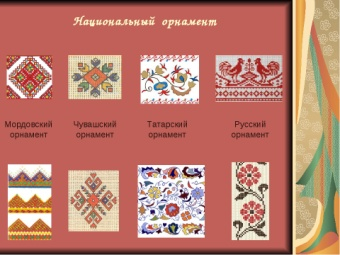 Национальный орнамент
Мордовский орнамент
Чувашский орнамент
Татарский орнамент
Русский орнамент